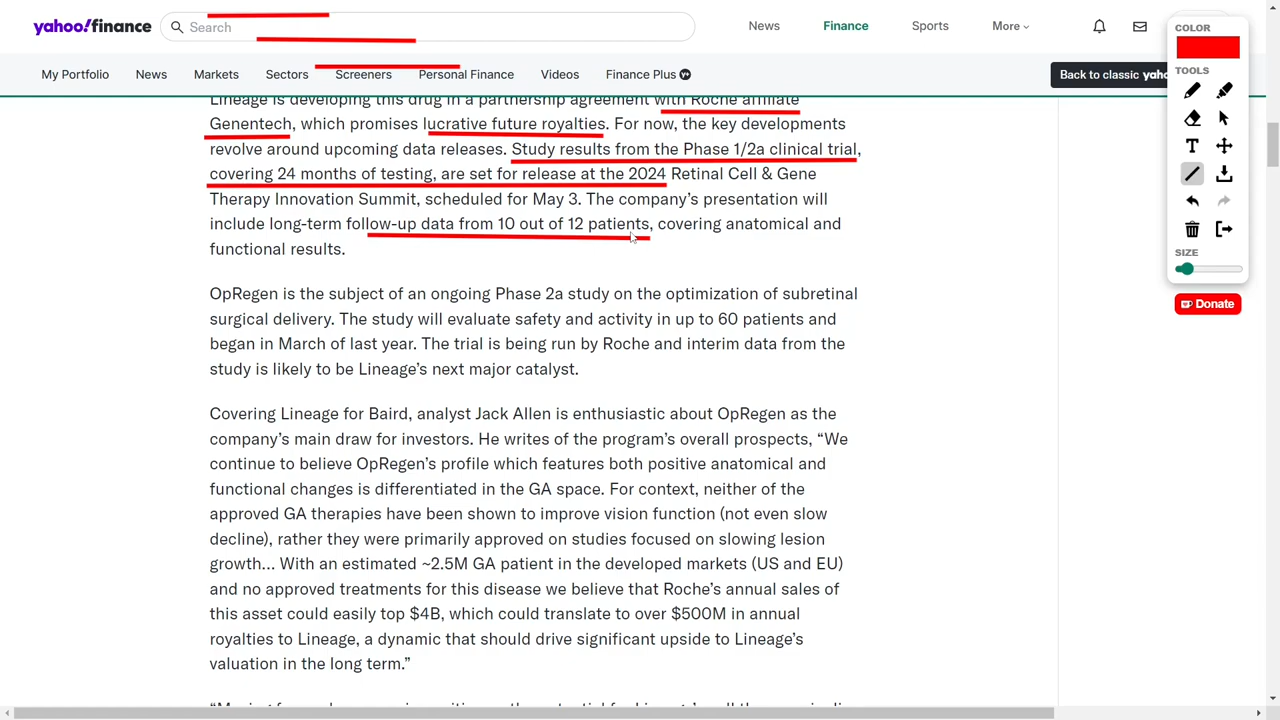 yahoo!finance
Search
News
Finance
Sports
More
My Portfolio
News
Markets
Sectors
Screeners
Personal Finance
Videos
Finance Plus
Back to classic yaho
COLOR
TOOLS
T
SIZE
Donate
Lineage is developing this drug in a partnership agreement with Roche affiliate
Genentech, which promises lucrative future royalties. For now, the key developments
revolve around upcoming data releases. Study results from the Phase 1/2a clinical trial,
covering 24 months of testing, are set for release at the 2024 Retinal Cell & Gene
Therapy Innovation Summit, scheduled for May 3. The company's presentation will
include long-term follow-up data from 10 out of 12 patients, covering anatomical and
functional results.
OpRegen is the subject of an ongoing Phase 2a study on the optimization of subretinal
surgical delivery. The study will evaluate safety and activity in up to 60 patients and
began in March of last year. The trial is being run by Roche and interim data from the
study is likely to be Lineage's next major catalyst.
Covering Lineage for Baird, analyst Jack Allen is enthusiastic about OpRegen as the
company's main draw for investors. He writes of the program's overall prospects, “We
continue to believe OpRegen's profile which features both positive anatomical and
functional changes is differentiated in the GA space. For context, neither of the
approved GA therapies have been shown to improve vision function (not even slow
decline), rather they were primarily approved on studies focused on slowing lesion
growth… With an estimated ~2.5M GA patient in the developed markets (US and EU)
and no approved treatments for this disease we believe that Roche's annual sales of
this asset could easily top $4B, which could translate to over $500M in annual
royalties to Lineage, a dynamic that should drive significant upside to Lineage's
valuation in the long term.”